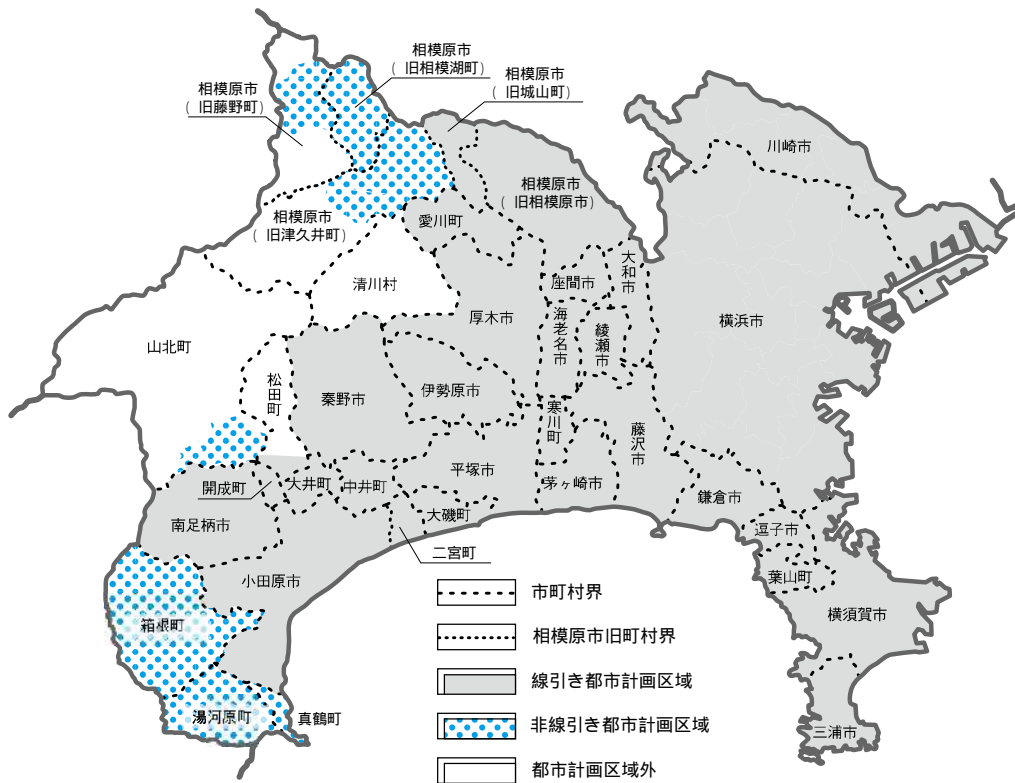 相模原市
（旧相模湖町）
相模原市
（旧城山町）
相模原市
（旧藤野町）
川崎市
相模原市
（旧相模原市）
相模原市
（旧津久井町）
愛川町
大和市
座間市
清川村
厚木市
海老名市
綾瀬市
横浜市
山北町
松田町
秦野市
伊勢原市
寒川町
藤沢市
平塚市
開成町
大井町
中井町
茅ヶ崎市
鎌倉市
大磯町
南足柄市
逗子市
二宮町
小田原市
葉山町
横須賀市
箱根町
湯河原町
真鶴町
三浦市
市町村界
相模原市旧町村界
線引き都市計画区域
非線引き都市計画区域
都市計画区域外